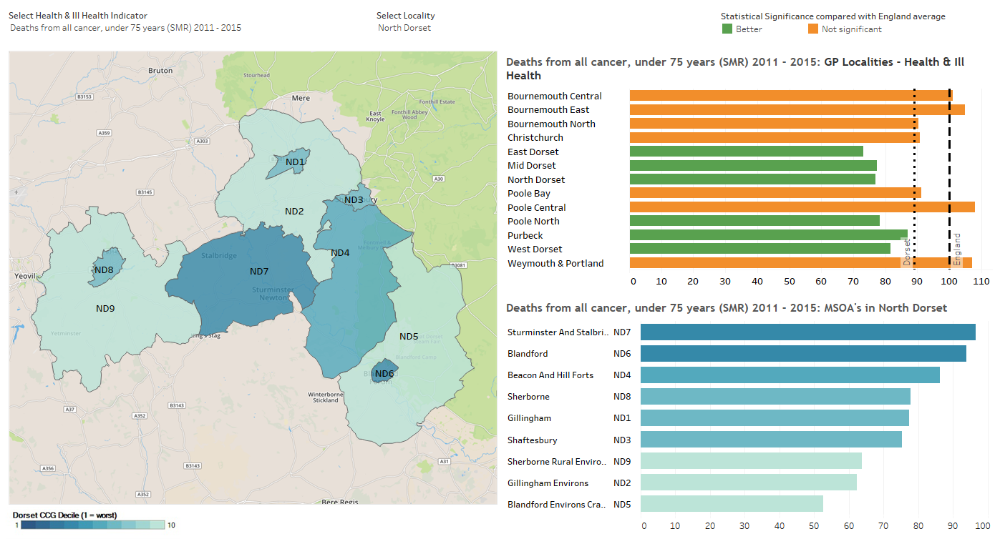 Select Health & Ill Health Indicator
Deaths from all cancer, under 75 years (SMR) 2011 - 2015
Select Locality
North Dorset
Statistical Significance compared with England average
Better
Not significant
Bruton
Stourhead
B3153
Mere
Fonthill Estate
East
Knoyle
Fonthill Abbey
Wood
A359
A303
ND1
A30
B3145
ND3
ND2
Stalbridge
ND4
ND7
ND8
B3081
Yeovil
Sturminster
Newton
ND9
Yetminster
ng's Stag
ND5
Blandford Camp
ND6
Winterborne
Stickland
A37
A352
B3143
A31
A356
B3143
A352
Bere Regis
Dorset CCG Decile (1 = worst)
1
10
Deaths from all cancer, under 75 years (SMR) 2011 - 2015: GP Localities - Health & Ill
Health
Bournemouth Central
Bournemouth East
Bournemouth North
Christchurch
East Dorset
Mid Dorset
North Dorset
Poole Bay
Poole Central
Poole North
Purbeck
West Dorset
Weymouth & Portland
Dorset
England
0 10 20 30 40 50 60 70 80 90 100 110
Deaths from all cancer, under 75 years (SMR) 2011 - 2015: MSOA's in North Dorset
Sturminster And Stalbri.. ND7
Blandford ND6
Beacon And Hill Forts ND4
Sherborne ND8
Gillingham ND1
Shaftesbury ND3
Sherborne Rural Enviro.. ND9
Gillingham Environs ND2
Blandford Environs Cra.. ND5
0 10 20 30 40 50 60 70 80 90 100